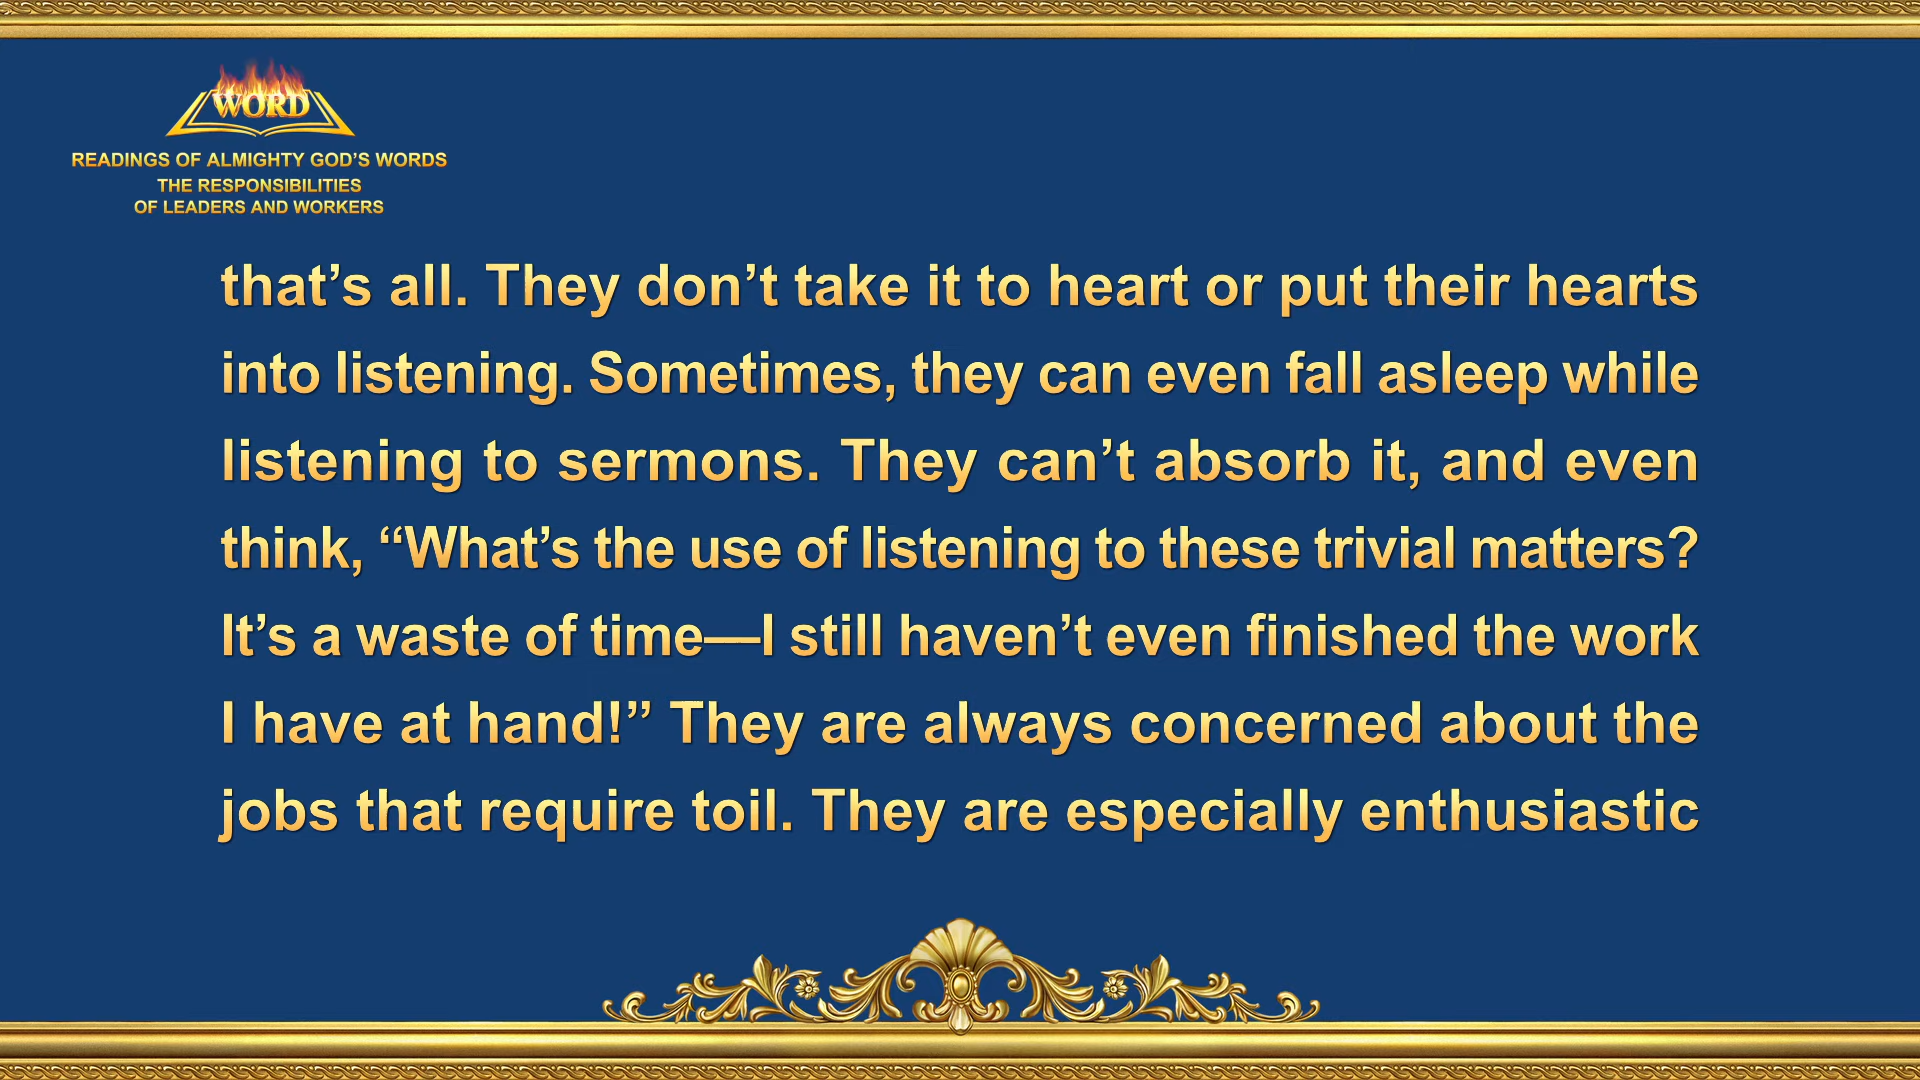 WORD
READINGS OF ALMIGHTY GOD’S WORDS
THE RESPONSIBILITIES
OF LEADERS AND WORKERS
that’s all. They don’t take it to heart or put their hearts
into listening. Sometimes, they can even fall asleep while
listening to sermons. They can’t absorb it, and even
think, “What’s the use of listening to these trivial matters?
It’s a waste of time—I still haven’t even finished the work
I have at hand!” They are always concerned about the
jobs that require toil. They are especially enthusiastic